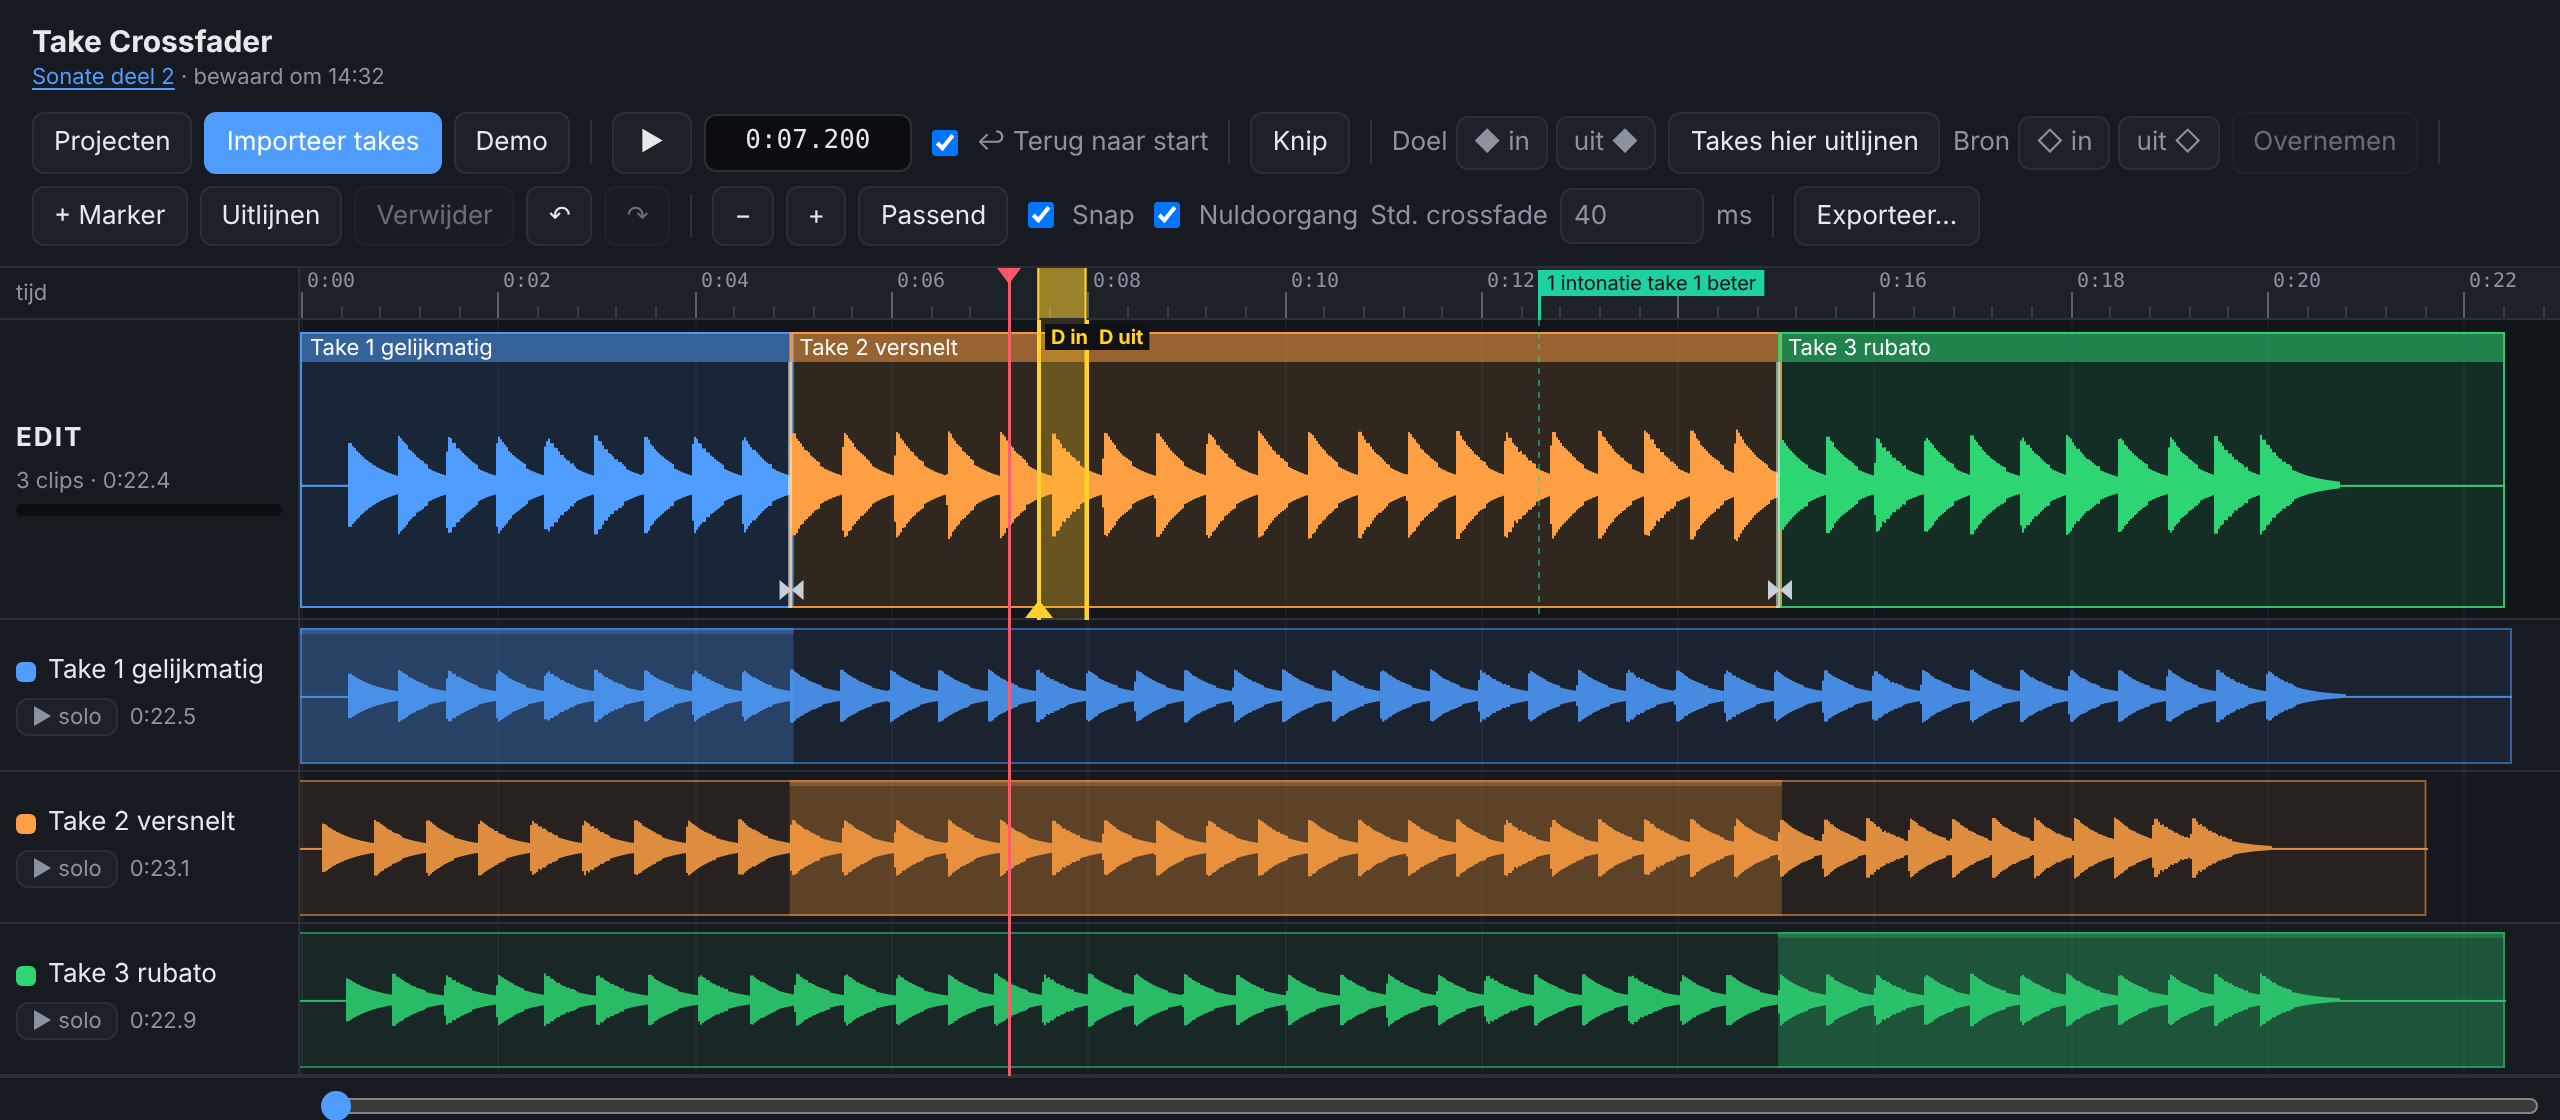 Take Crossfader
Sonate deel 2 · bewaard om 14:32
Projecten Importeer takes Demo 0:07.200 Terug naar start Knip Doel in uit Takes hier uitlijnen Bron in uit Overnemen
+ Marker Uitlijnen Verwijder ↶ ↷ − + Passend Snap Nuldoorgang Std. crossfade 40 ms Exporteer...
tijd 0:00 0:02 0:04 0:06 0:08 0:10 0:12 1 intonatie take 1 beter 0:16 0:18 0:20 0:22
D in D uit
Take 1 gelijkmatig Take 2 versnelt Take 3 rubato
EDIT
3 clips · 0:22.4
Take 1 gelijkmatig
solo 0:22.5
Take 2 versnelt
solo 0:23.1
Take 3 rubato
solo 0:22.9